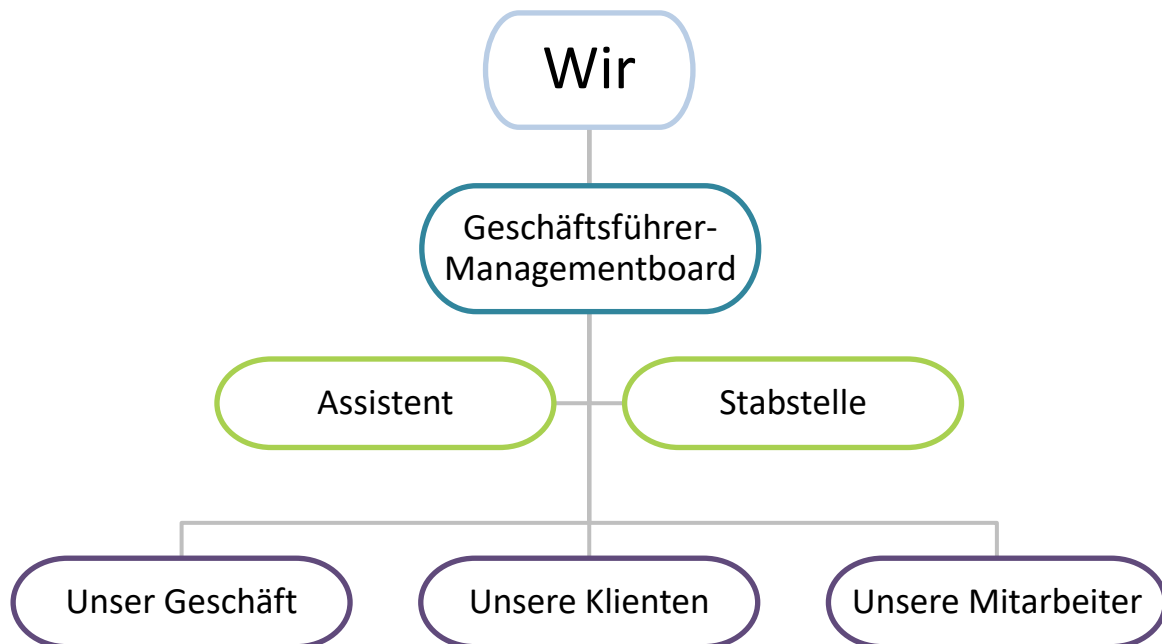 Wir
Geschäftsführer-
Managementboard
Assistent
Stabstelle
Unser Geschäft
Unsere Klienten
Unsere Mitarbeiter